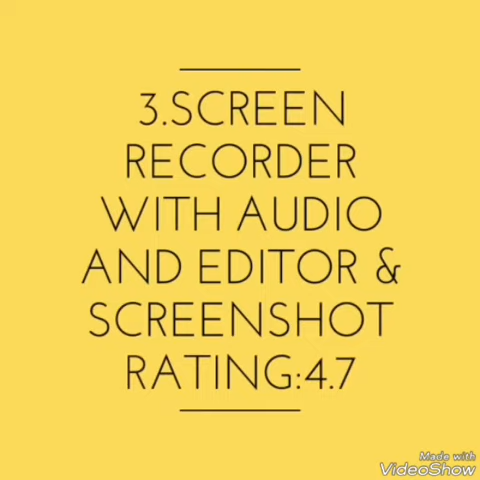 3.SCREEN
RECORDER
WITH AUDIO
AND EDITOR &
SCREENSHOT
RATING:4.7
Made with
VideoShow